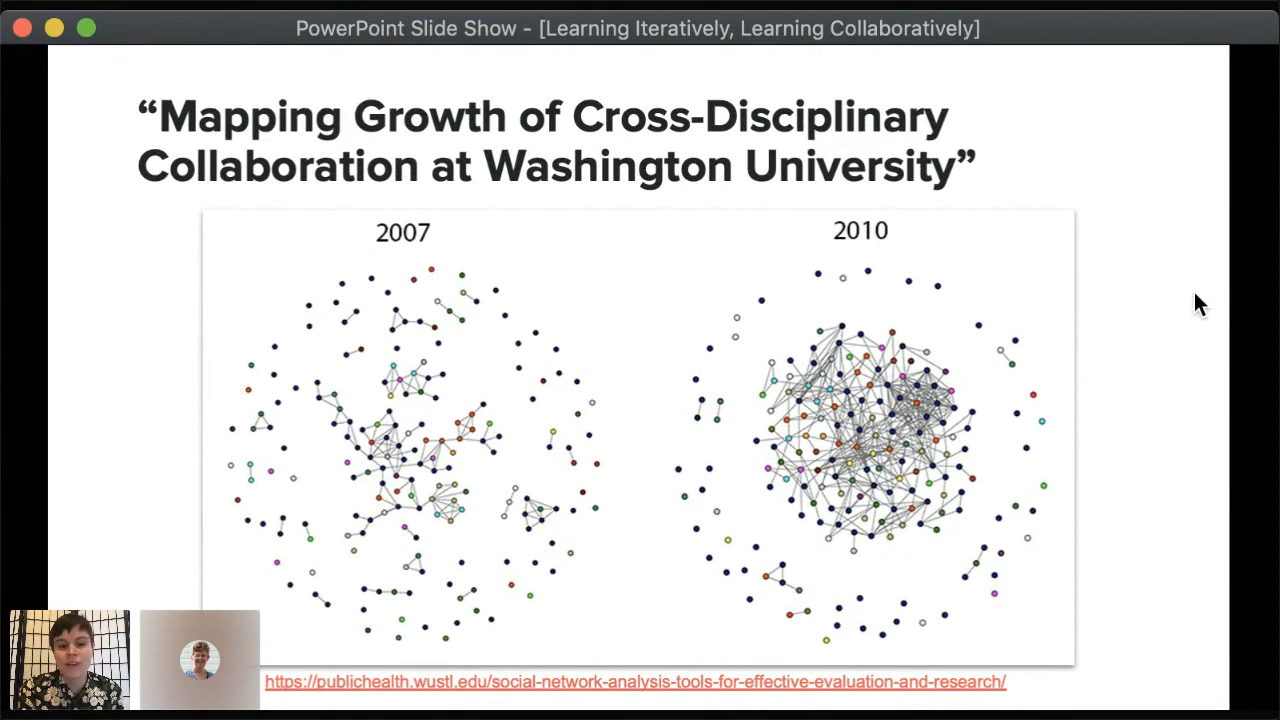 PowerPoint Slide Show - [Learning Iteratively, Learning Collaboratively]
“Mapping Growth of Cross-Disciplinary
Collaboration at Washington University”
2007
2010
https://publichealth.wustl.edu/social-network-analysis-tools-for-effective-evaluation-and-research/